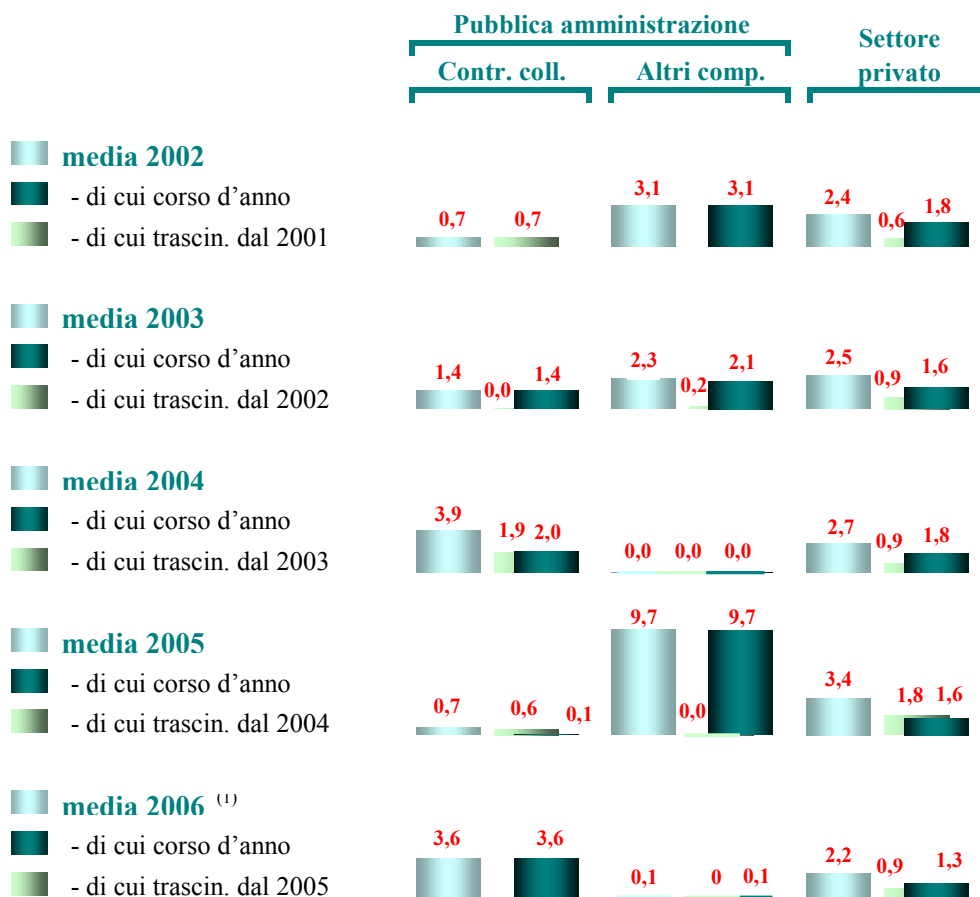 Pubblica amministrazione
Settore privato
Contr. coll.
Altri comp.
media 2002
- di cui corso d'anno
- di cui trascin. dal 2001
0,7 0,7
3,1 3,1
2,4 0,6 1,8
media 2003
- di cui corso d'anno
- di cui trascin. dal 2002
1,4 0,0 1,4
2,3 0,2 2,1
2,5 0,9 1,6
media 2004
- di cui corso d'anno
- di cui trascin. dal 2003
3,9 1,9 2,0
0,0 0,0 0,0
2,7 0,9 1,8
media 2005
- di cui corso d'anno
- di cui trascin. dal 2004
0,7 0,6 0,1
9,7 0,0 9,7
3,4 1,8 1,6
media 2006 (1)
- di cui corso d'anno
- di cui trascin. dal 2005
3,6 3,6
0,1 0 0,1
2,2 0,9 1,3